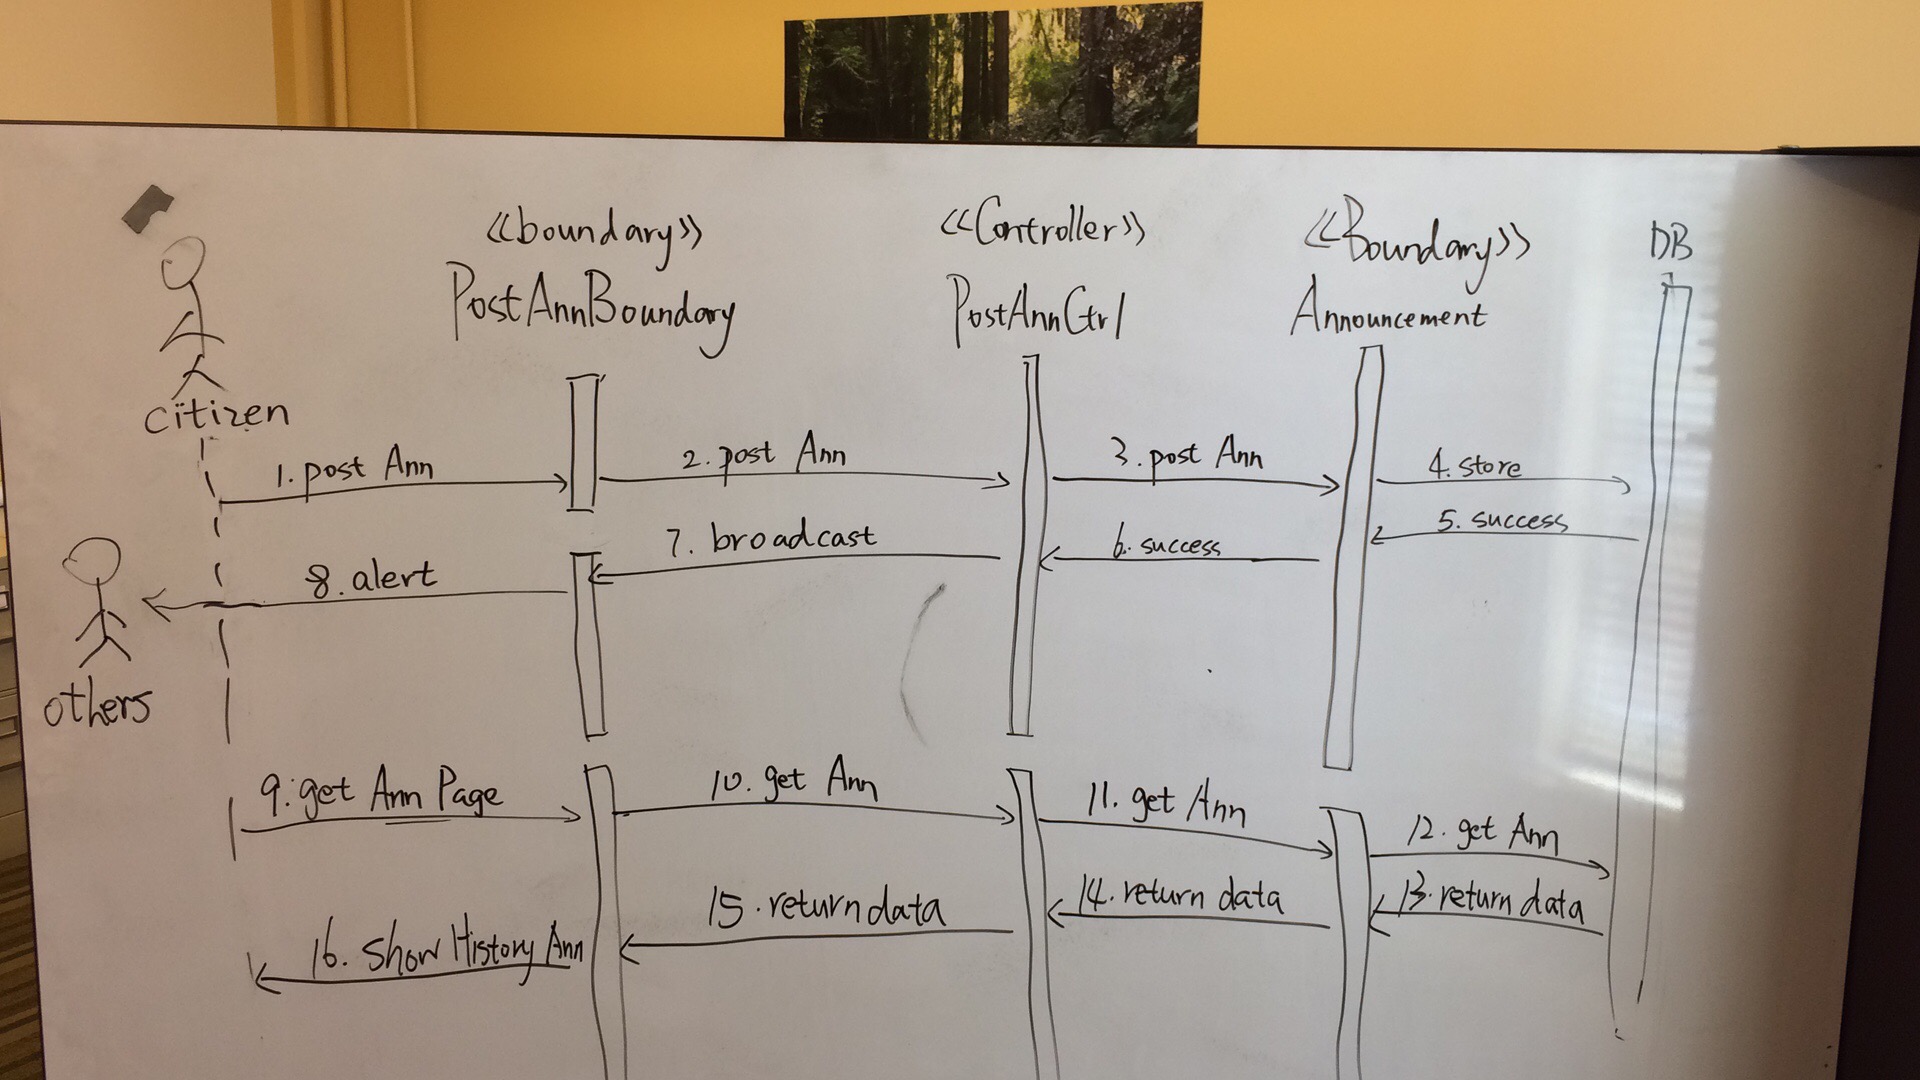 <<boundary>>
PostAnnBoundary
<<Controller>>
PostAnnCtrl
<<Boundary>>
Announcement
DB
citizen
1. post Ann
2. post Ann
3. post Ann
4. store
5. success
6. success
7. broadcast
8. alert
others
9. get Ann Page
10. get Ann
11. get Ann
12. get Ann
13. return data
14. return data
15. return data
16. Show History Ann